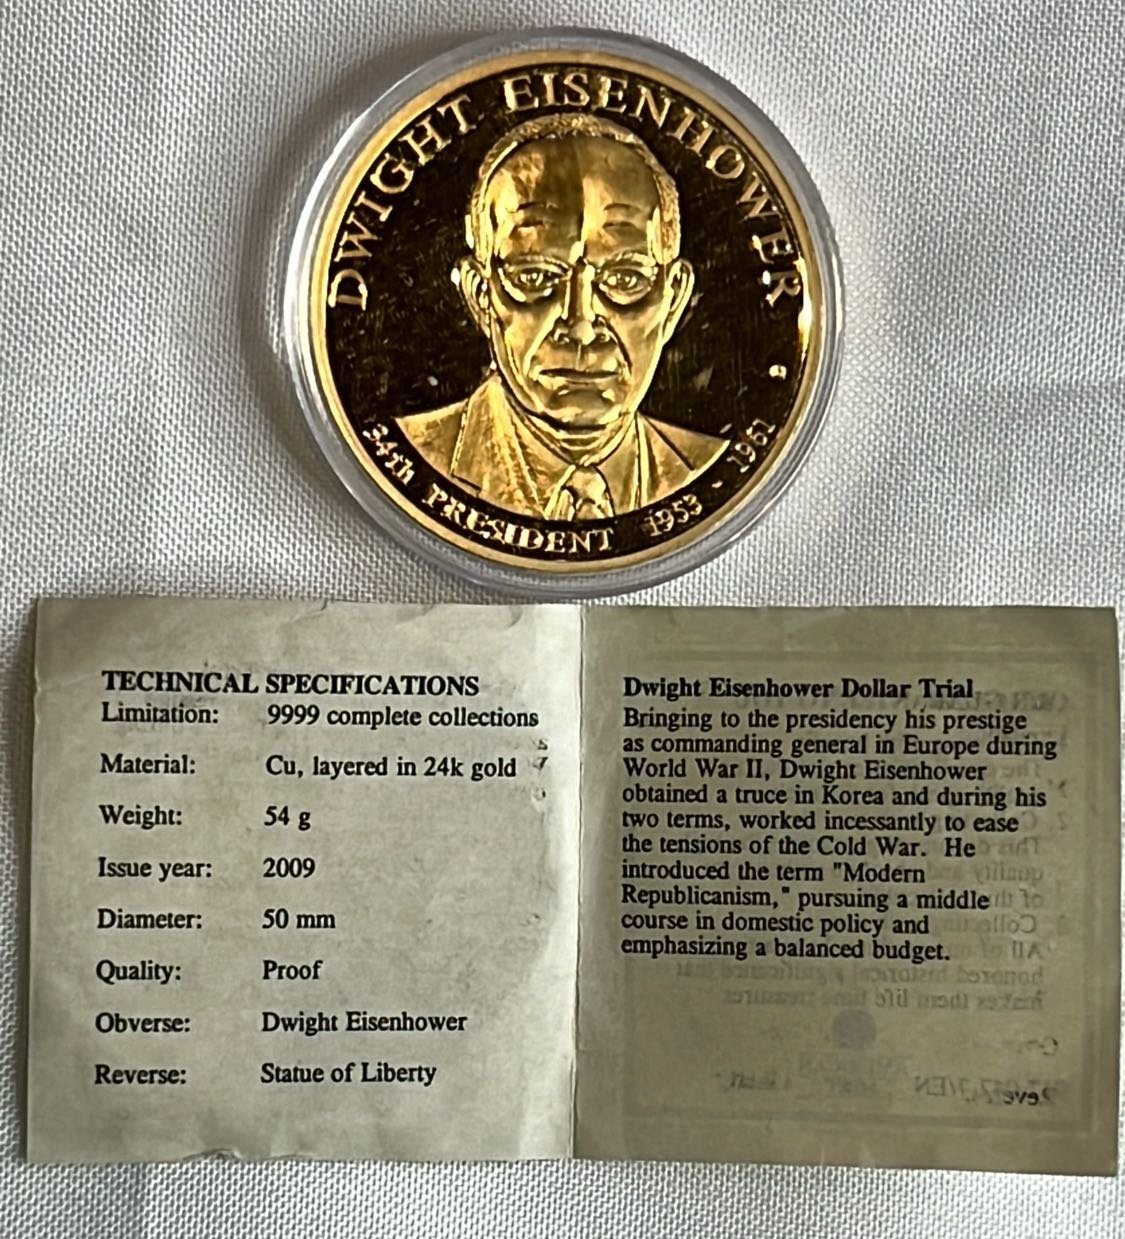 DWIGHT EISENHOWER
34th PRESIDENT 1953 - 1961
TECHNICAL SPECIFICATIONS
Limitation: 9999 complete collections
Material: Cu, layered in 24k gold
Weight: 54 g
Issue year: 2009
Diameter: 50 mm
Quality: Proof
Obverse: Dwight Eisenhower
Reverse: Statue of Liberty
Dwight Eisenhower Dollar Trial
Bringing to the presidency his prestige
as commanding general in Europe during
World War II, Dwight Eisenhower
obtained a truce in Korea and during his
two terms, worked incessantly to ease
the tensions of the Cold War. He
introduced the term "Modern
Republicanism," pursuing a middle
course in domestic policy and
emphasizing a balanced budget.